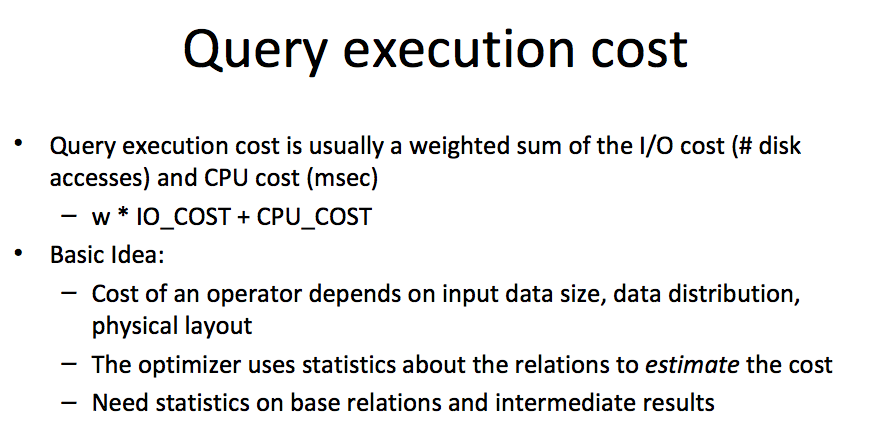 Query execution cost
• Query execution cost is usually a weighted sum of the I/O cost (# disk
accesses) and CPU cost (msec)
– w * IO_COST + CPU_COST
• Basic Idea:
– Cost of an operator depends on input data size, data distribution,
physical layout
– The optimizer uses statistics about the relations to estimate the cost
– Need statistics on base relations and intermediate results